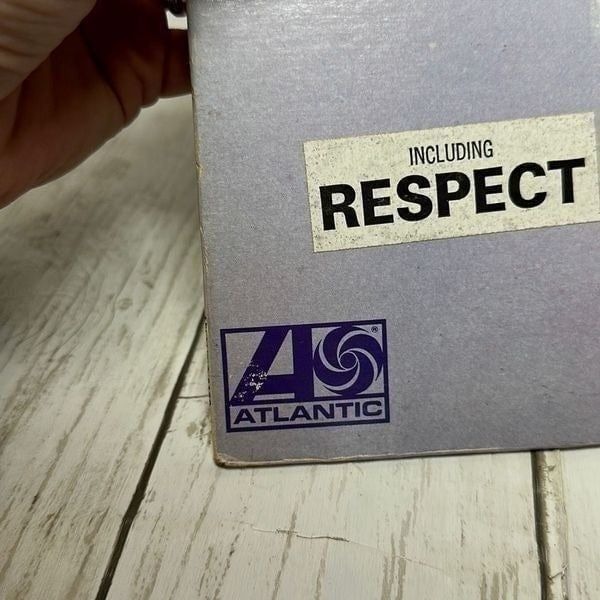 INCLUDING
RESPECT
A
®
ATLANTIC